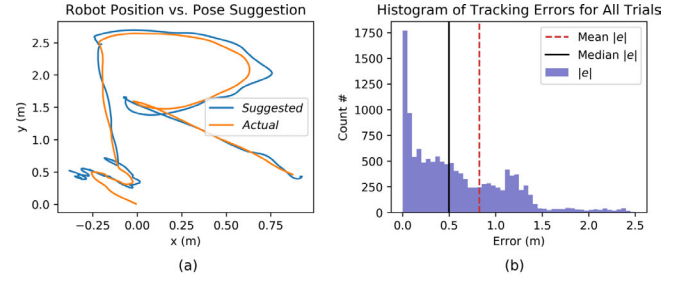 Robot Position vs. Pose Suggestion
2.5
2.0
1.5
1.0
0.5
0.0
y (m)
Suggested
Actual
−0.25 0.00 0.25 0.50 0.75
x (m)
(a)
Histogram of Tracking Errors for All Trials
1750
1500
1250
1000
750
500
250
0
Count #
Mean |e|
Median |e|
|e|
0.0 0.5 1.0 1.5 2.0 2.5
Error (m)
(b)